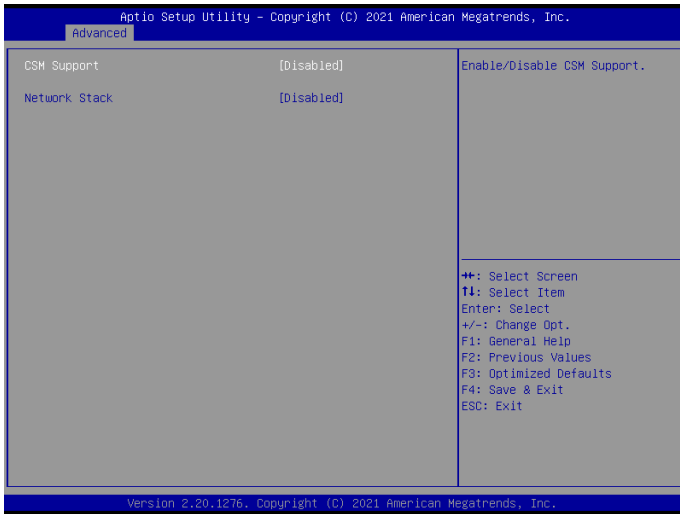 Aptio Setup Utility – Copyright (C) 2021 American Megatrends, Inc.
Advanced
CSM Support [Disabled]
Network Stack [Disabled]
Enable/Disable CSM Support.
→←: Select Screen
↑↓: Select Item
Enter: Select
+/-: Change Opt.
F1: General Help
F2: Previous Values
F3: Optimized Defaults
F4: Save & Exit
ESC: Exit
Version 2.20.1276. Copyright (C) 2021 American Megatrends, Inc.